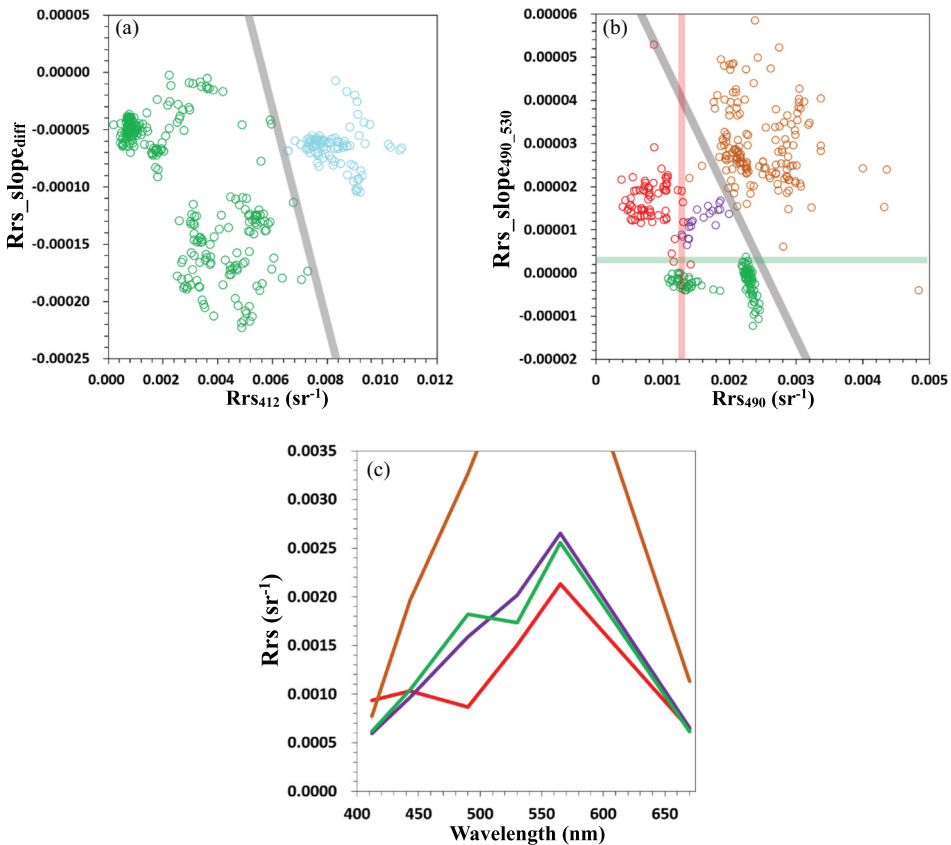 (a)
Rrs_slopediff
0.00005
0.00000
-0.00005
-0.00010
-0.00015
-0.00020
-0.00025
0.000 0.002 0.004 0.006 0.008 0.010 0.012
Rrs412 (sr-1)
(b)
Rrs_slope490_530
0.00006
0.00005
0.00004
0.00003
0.00002
0.00001
0.00000
-0.00001
-0.00002
0 0.001 0.002 0.003 0.004 0.005
Rrs490 (sr-1)
(c)
Rrs (sr-1)
0.0035
0.0030
0.0025
0.0020
0.0015
0.0010
0.0005
0.0000
400 450 500 550 600 650
Wavelength (nm)